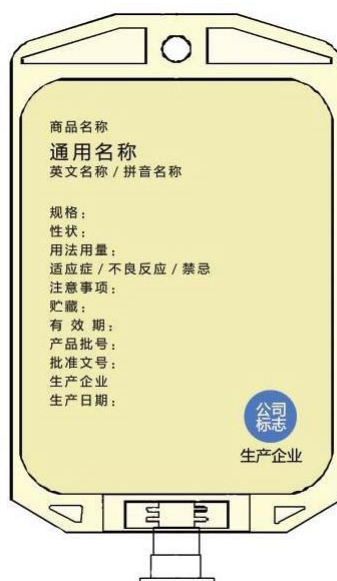 商品名称
通用名称
英文名称 / 拼音名称
规格：
性状：
用法用量：
适应症 / 不良反应 / 禁忌
注意事项：
贮藏：
有 效 期：
产品批号：
批准文号：
生产企业
生产日期：
公司
标志
生产企业